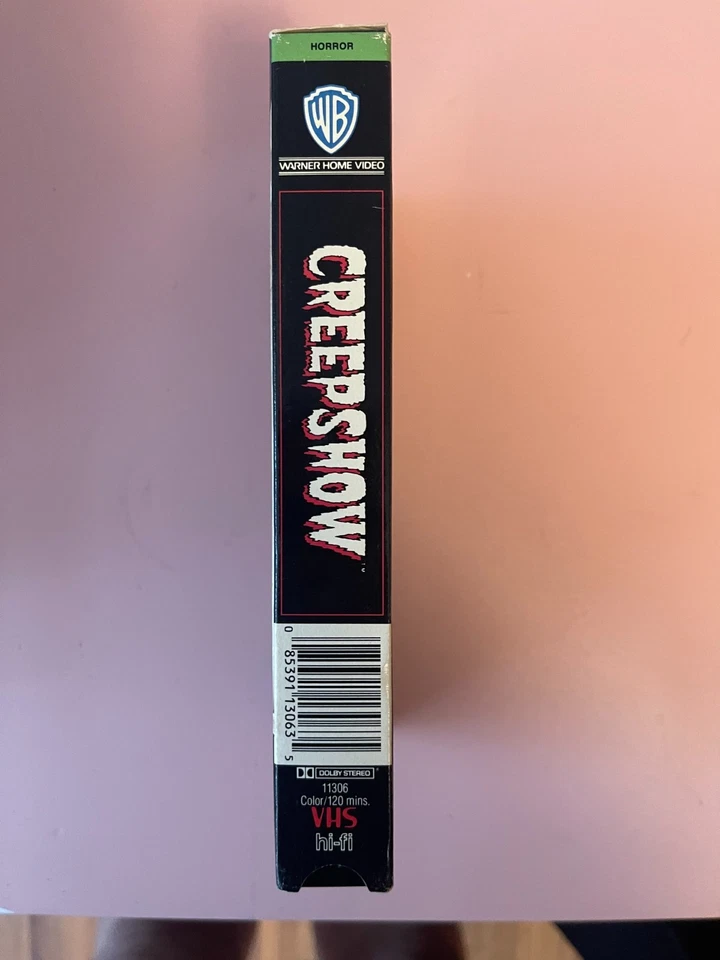 HORROR
WB
WARNER HOME VIDEO
CREEPSHOW
0 85391 13063 5
DOLBY STEREO
11306
Color/120 mins.
VHS
hi-fi